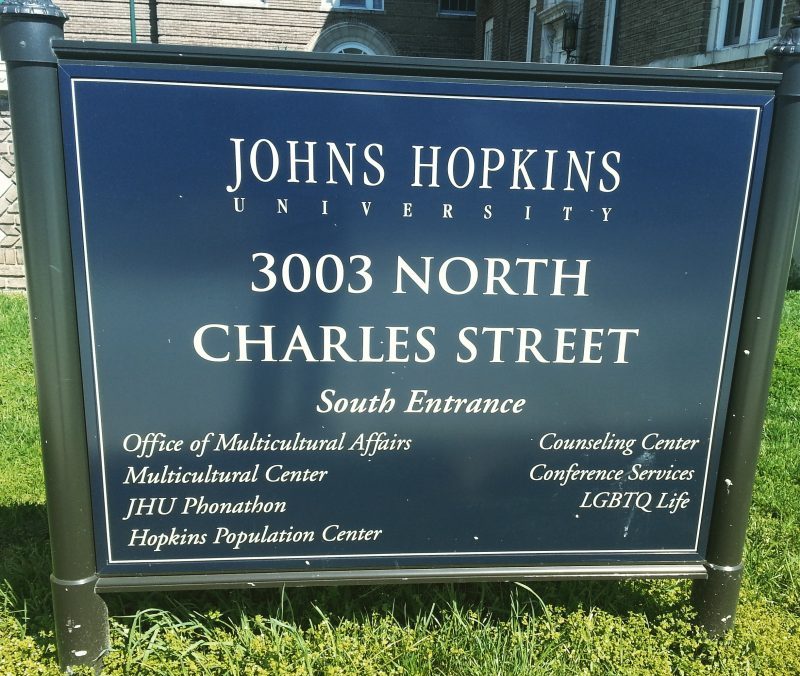 JOHNS HOPKINS
UNIVERSITY
3003 NORTH
CHARLES STREET
South Entrance
Office of Multicultural Affairs
Multicultural Center
JHU Phonathon
Hopkins Population Center
Counseling Center
Conference Services
LGBTQ Life